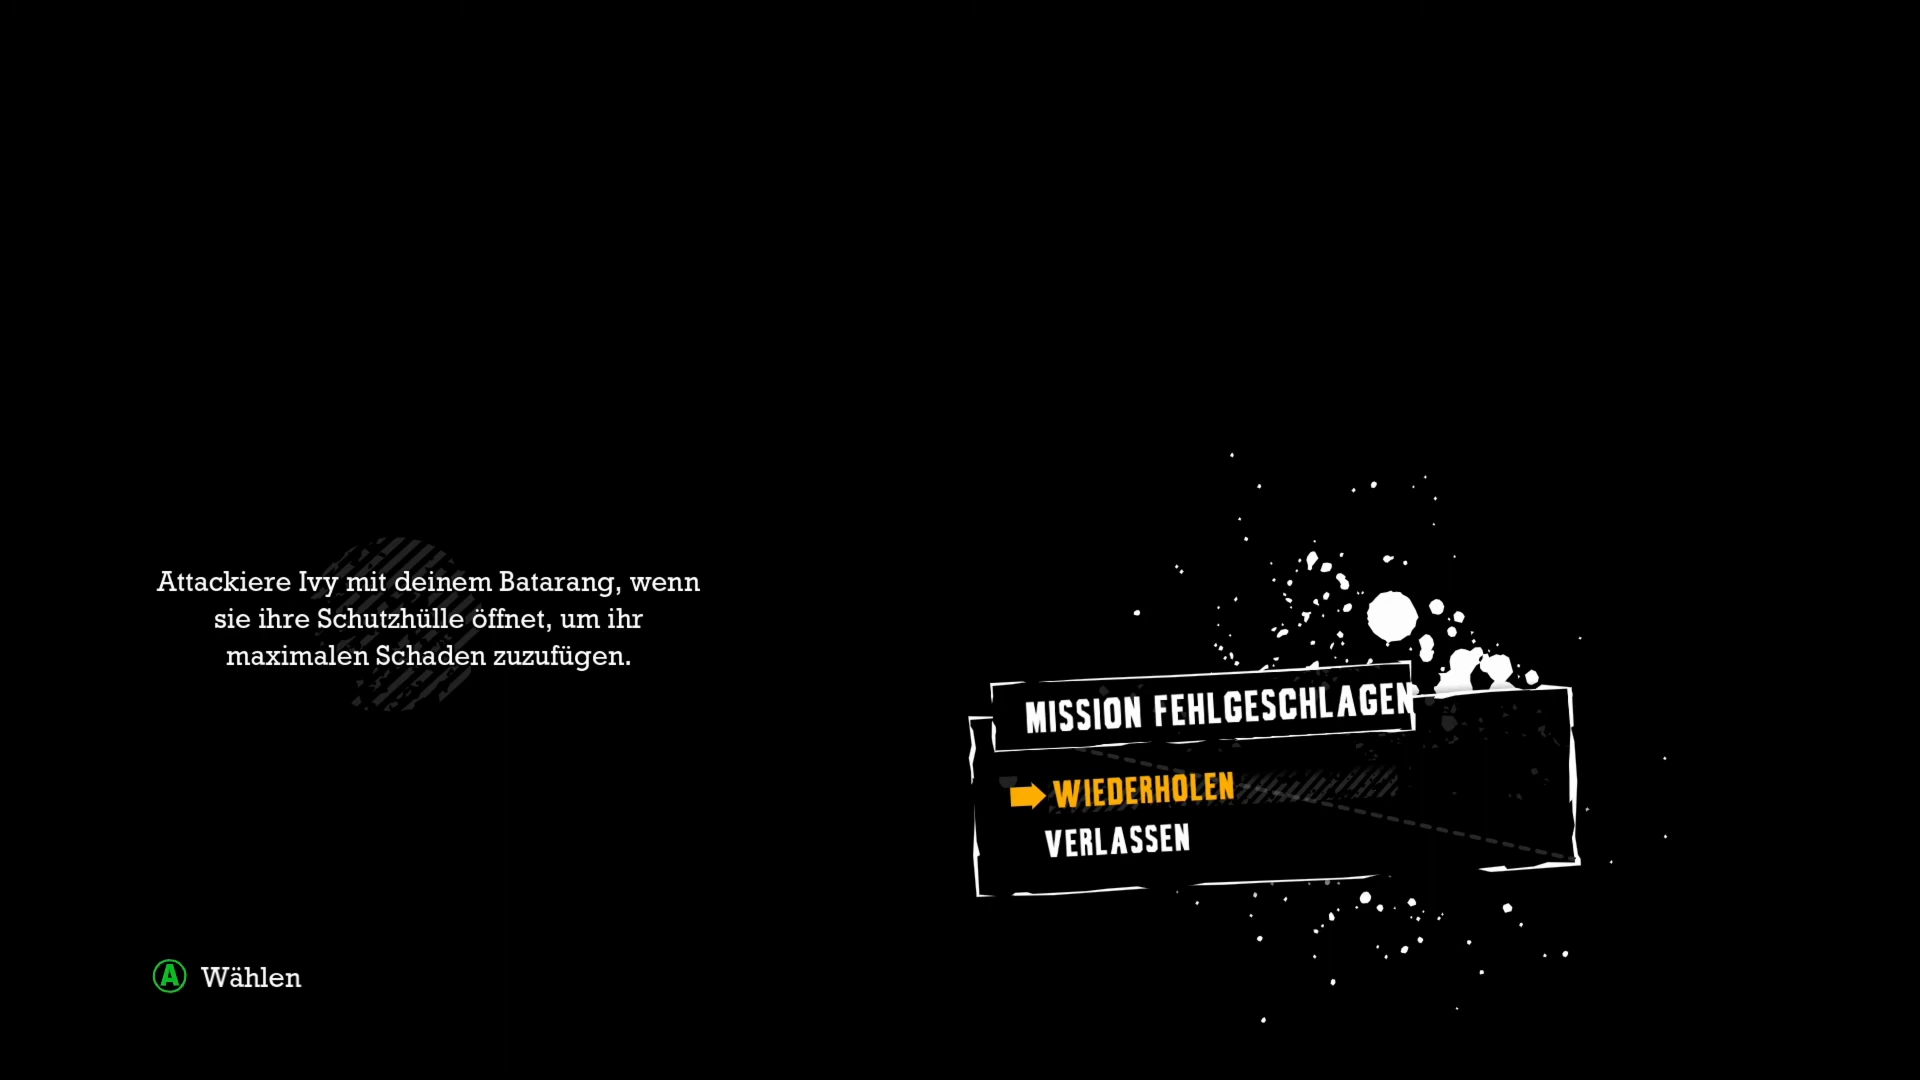 Attackiere Ivy mit deinem Batarang, wenn
sie ihre Schutzhülle öffnet, um ihr
maximalen Schaden zuzufügen.
MISSION FEHLGESCHLAGEN
WIEDERHOLEN
VERLASSEN
A Wählen